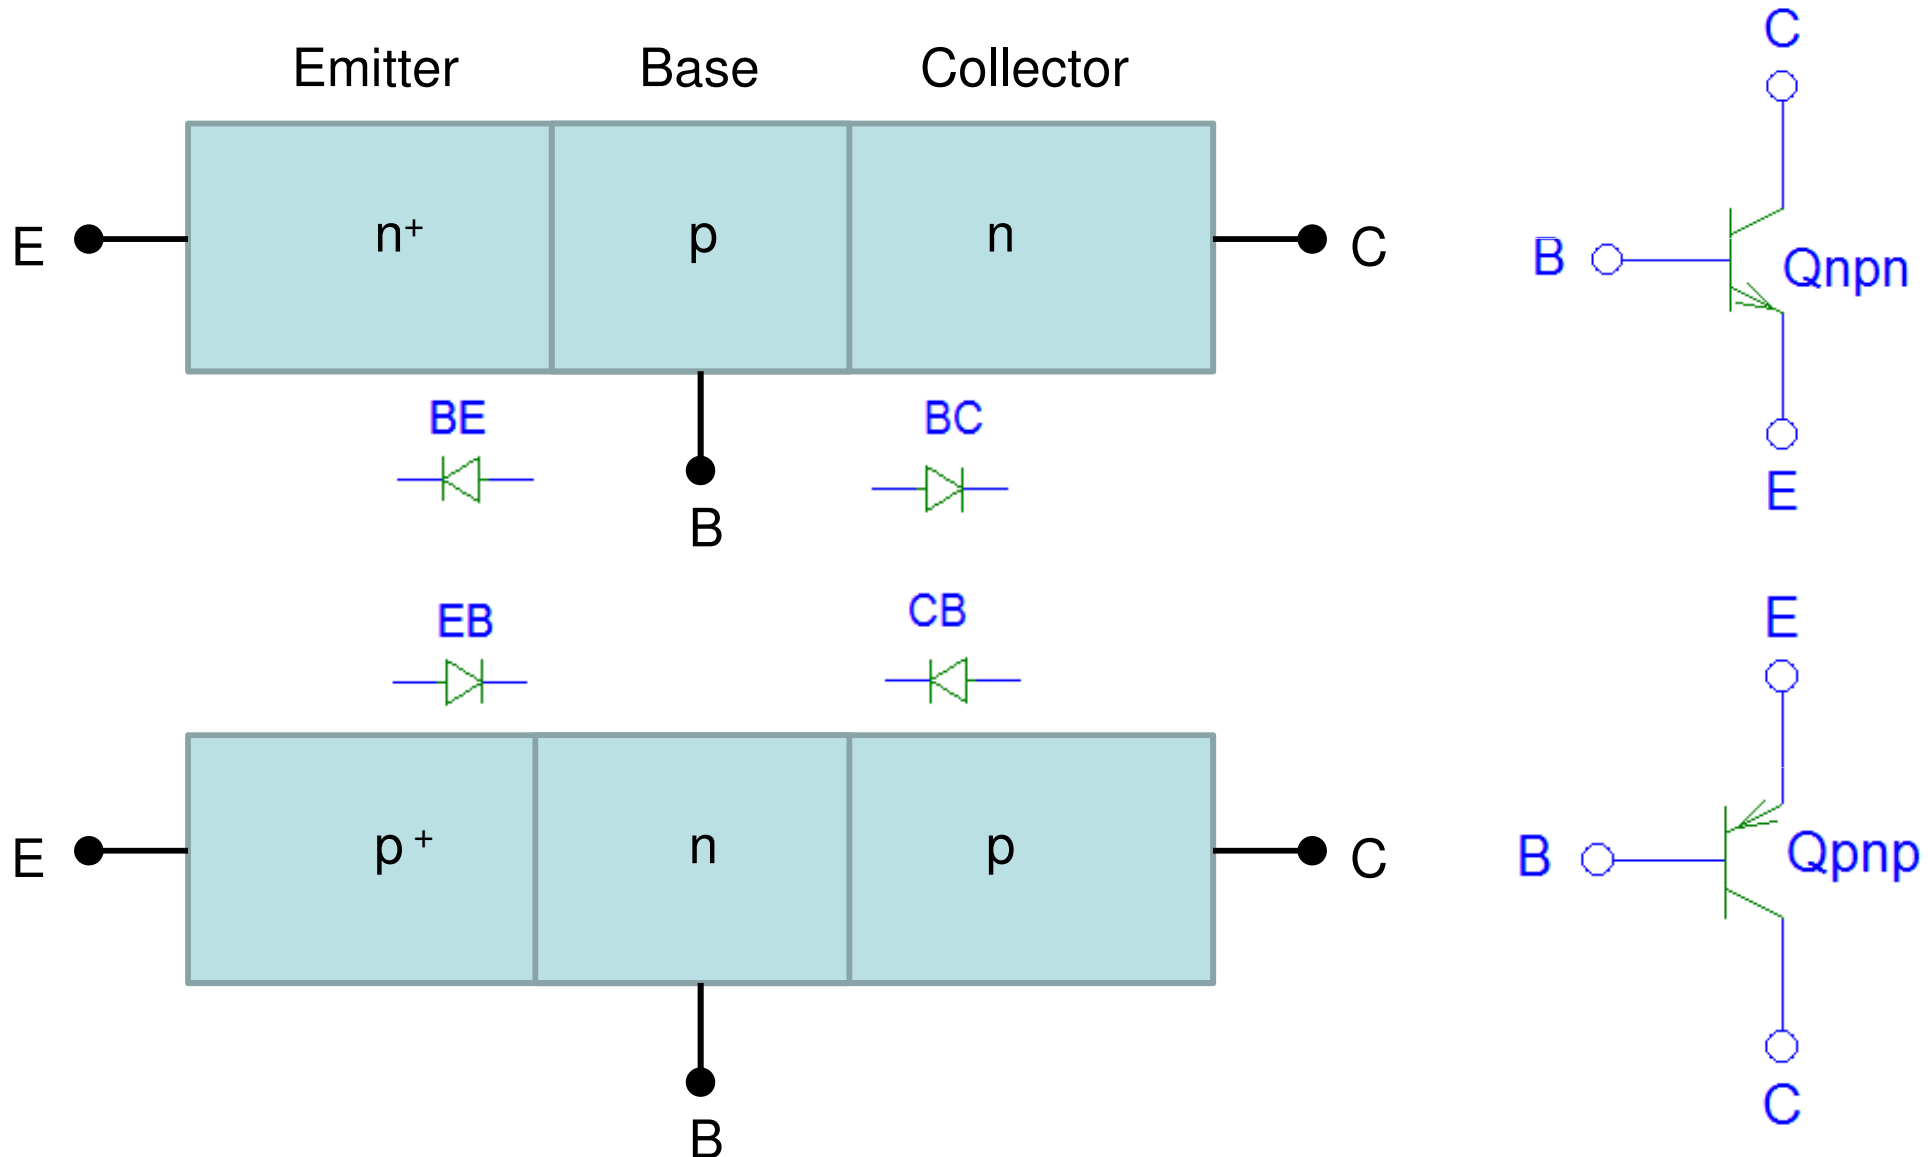 Emitter Base Collector
C
E n⁺ p n C
B Qnpn
BE BC
B
E
EB CB
E
E p⁺ n p C
B Qpnp
B
C